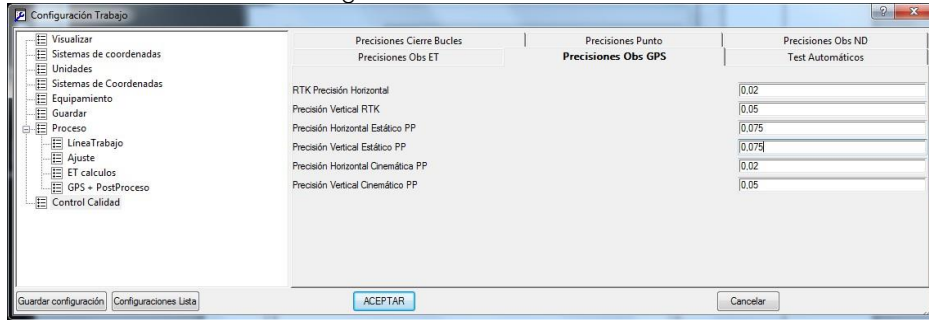 Configuración Trabajo
Visualizar
Sistemas de coordenadas
Unidades
Sistemas de Coordenadas
Equipamiento
Guardar
Proceso
LíneaTrabajo
Ajuste
ET calculos
GPS + PostProceso
Control Calidad
Precisiones Cierre Bucles
Precisiones Punto
Precisiones Obs ND
Precisiones Obs ET
Precisiones Obs GPS
Test Automáticos
RTK Precisión Horizontal 0,02
Precisión Vertical RTK 0,05
Precisión Horizontal Estático PP 0,075
Precisión Vertical Estático PP 0,075
Precisión Horizontal Cinemática PP 0,02
Precisión Vertical Cinemático PP 0,05
Guardar configuración
Configuraciones Lista
ACEPTAR
Cancelar